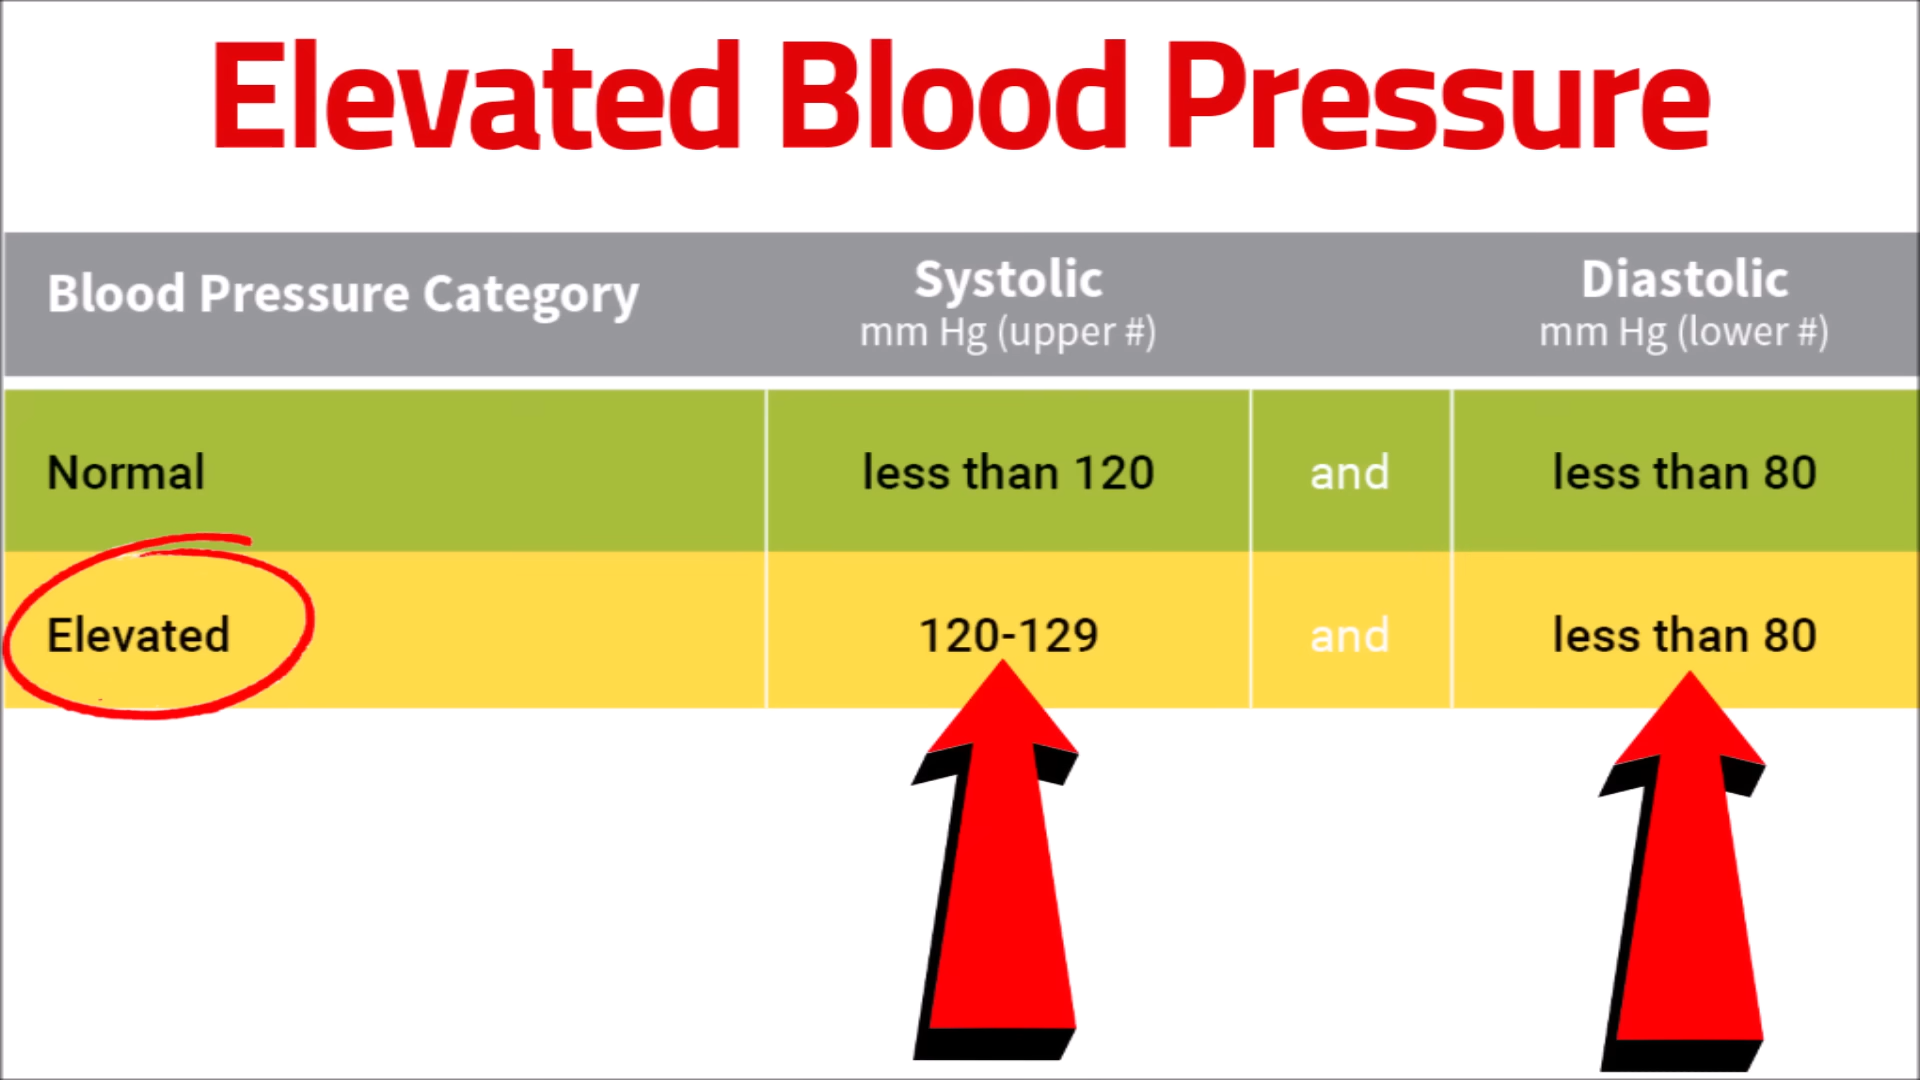 Elevated Blood Pressure
Blood Pressure Category
Systolic
mm Hg (upper #)
Diastolic
mm Hg (lower #)
Normal less than 120 and less than 80
Elevated 120-129 and less than 80